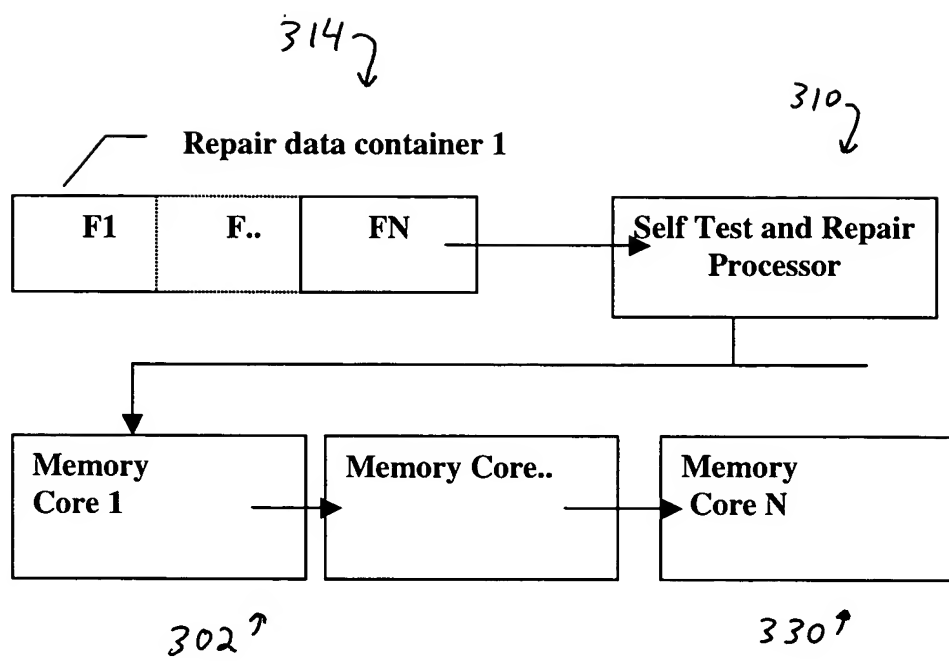 314
310
Repair data container 1
F1
F..
FN
Self Test and Repair
Processor
Memory
Core 1
Memory Core..
Memory
Core N
302
330